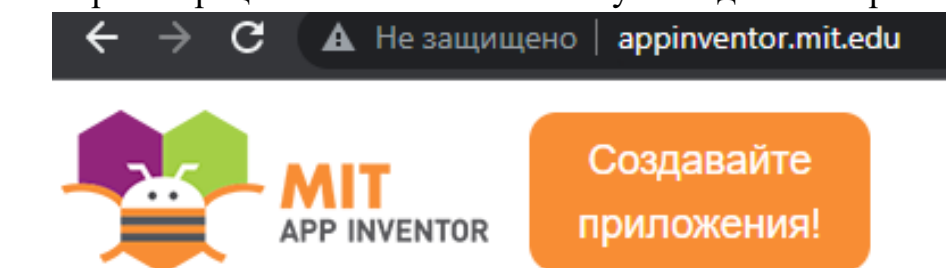 Не защищено | appinventor.mit.edu
MIT
APP INVENTOR
Создавайте
приложения!